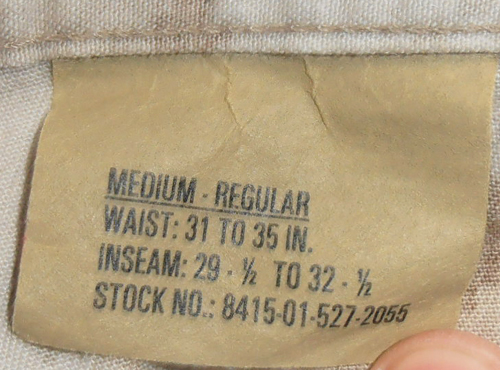 MEDIUM - REGULAR
WAIST: 31 TO 35 IN.
INSEAM: 29 - ½ TO 32 - ½
STOCK NO.: 8415-01-527-2055